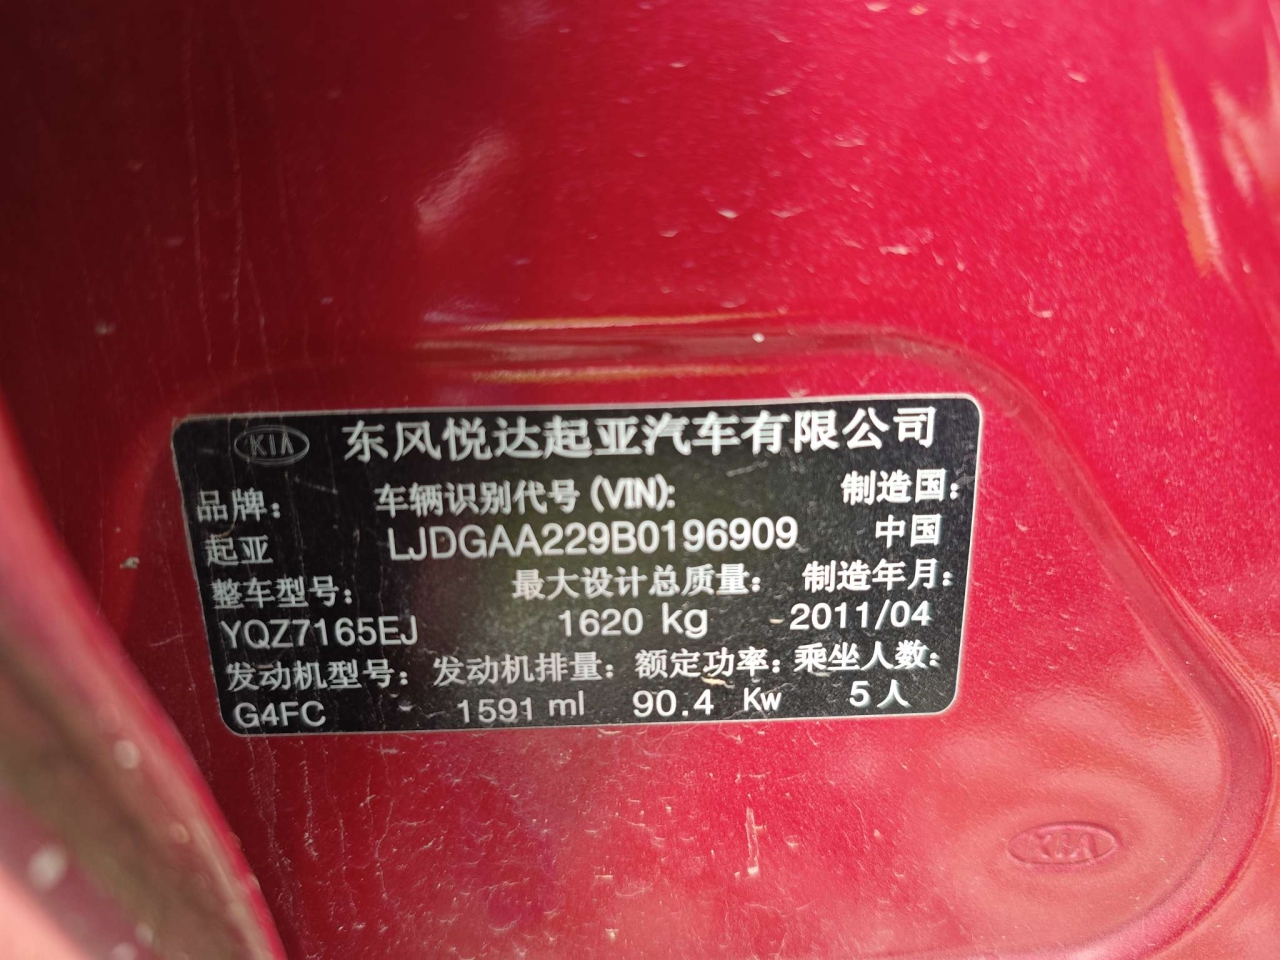 KIA 东风悦达起亚汽车有限公司
品牌: 车辆识别代号 (VIN): 制造国:
起亚 LJDGAA229B0196909 中国
整车型号: 最大设计总质量: 制造年月:
YQZ7165EJ 1620 kg 2011/04
发动机型号: 发动机排量: 额定功率: 乘坐人数:
G4FC 1591 ml 90.4 Kw 5人
KIA